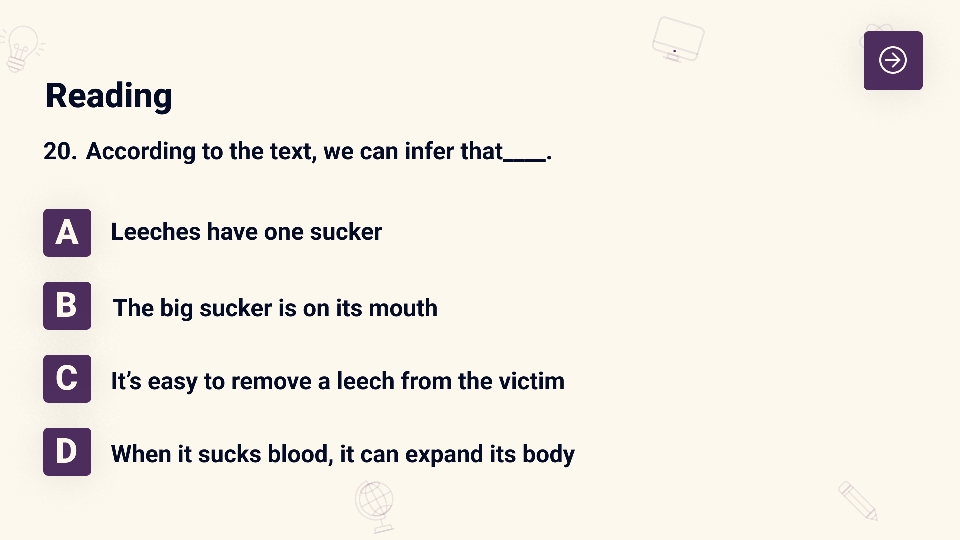 Reading
20. According to the text, we can infer that____.
A Leeches have one sucker
B The big sucker is on its mouth
C It’s easy to remove a leech from the victim
D When it sucks blood, it can expand its body